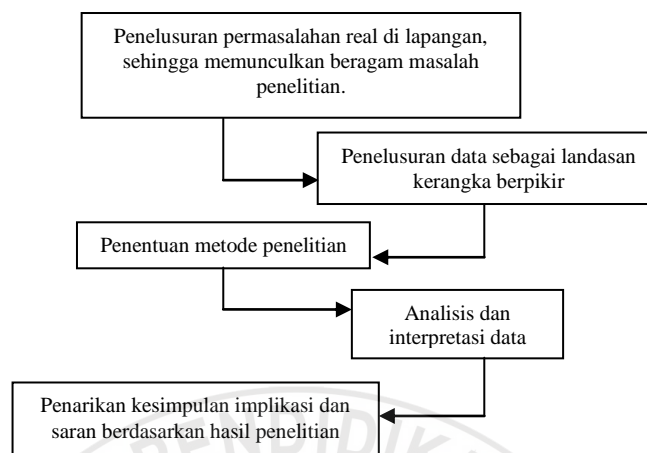 Penelusuran permasalahan real di lapangan,
sehingga memunculkan beragam masalah
penelitian.
Penelusuran data sebagai landasan
kerangka berpikir
Penentuan metode penelitian
Analisis dan
interpretasi data
Penarikan kesimpulan implikasi dan
saran berdasarkan hasil penelitian